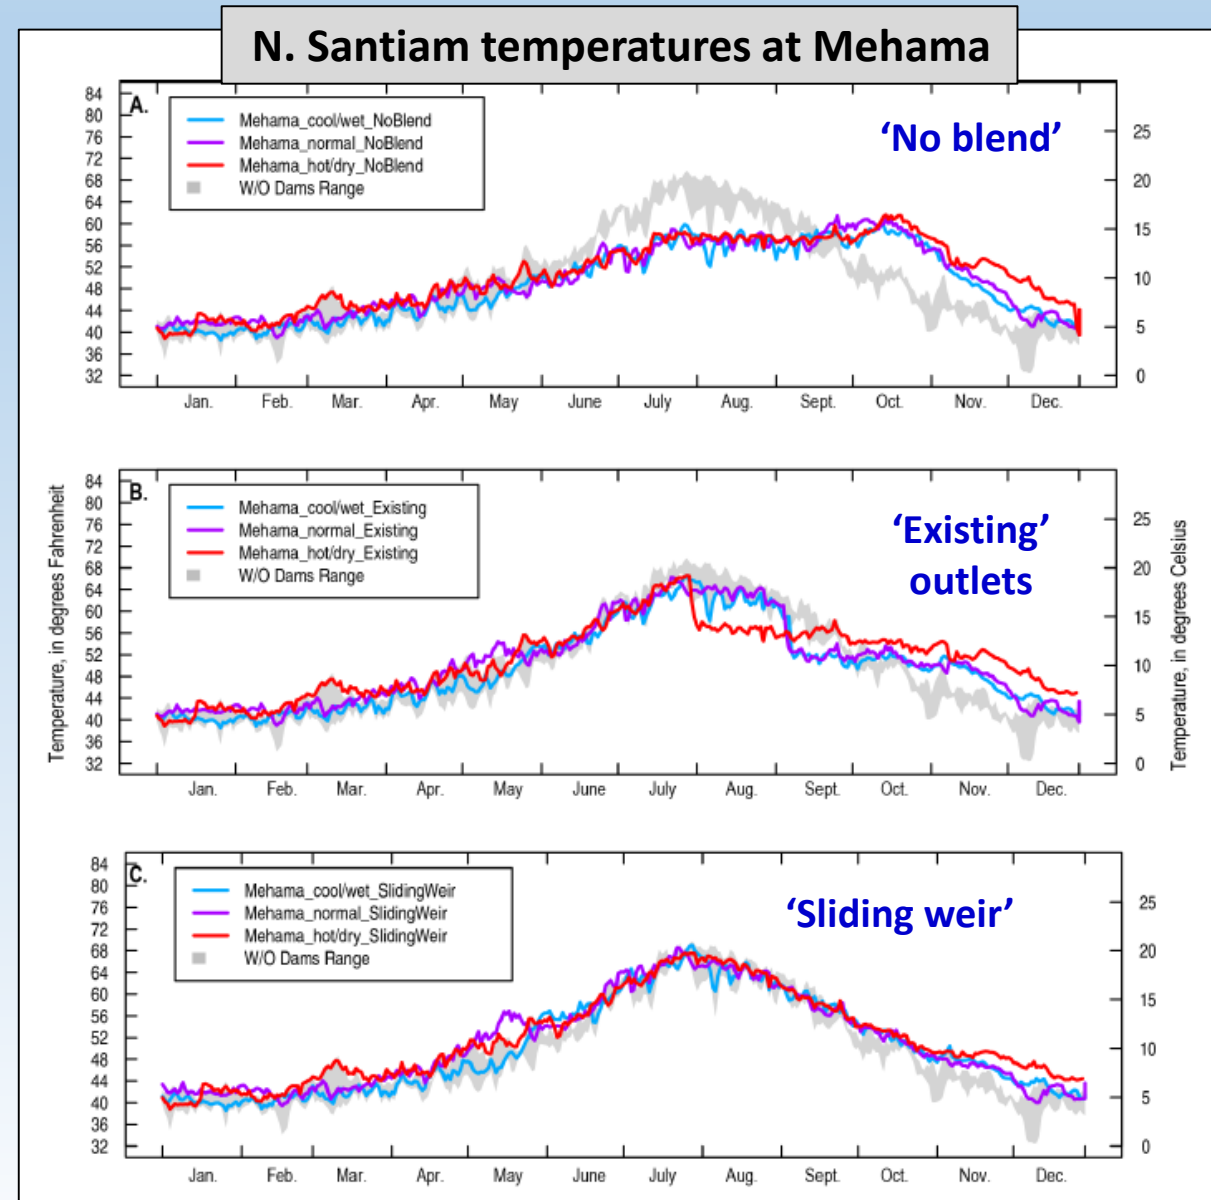 N. Santiam temperatures at Mehama
A.
Mehama_cool/wet_NoBlend
Mehama_normal_NoBlend
Mehama_hot/dry_NoBlend
W/O Dams Range
'No blend'
84
80
76
72
68
64
60
56
52
48
44
40
36
32
25
20
15
10
5
0
Jan. Feb. Mar. Apr. May June July Aug. Sept. Oct. Nov. Dec.
B.
Mehama_cool/wet_Existing
Mehama_normal_Existing
Mehama_hot/dry_Existing
W/O Dams Range
'Existing'
outlets
Temperature, in degrees Fahrenheit
84
80
76
72
68
64
60
56
52
48
44
40
36
32
25
20
15
10
5
0
Temperature, in degrees Celsius
Jan. Feb. Mar. Apr. May June July Aug. Sept. Oct. Nov. Dec.
C.
Mehama_cool/wet_SlidingWeir
Mehama_normal_SlidingWeir
Mehama_hot/dry_SlidingWeir
W/O Dams Range
'Sliding weir'
84
80
76
72
68
64
60
56
52
48
44
40
36
32
25
20
15
10
5
0
Jan. Feb. Mar. Apr. May June July Aug. Sept. Oct. Nov. Dec.